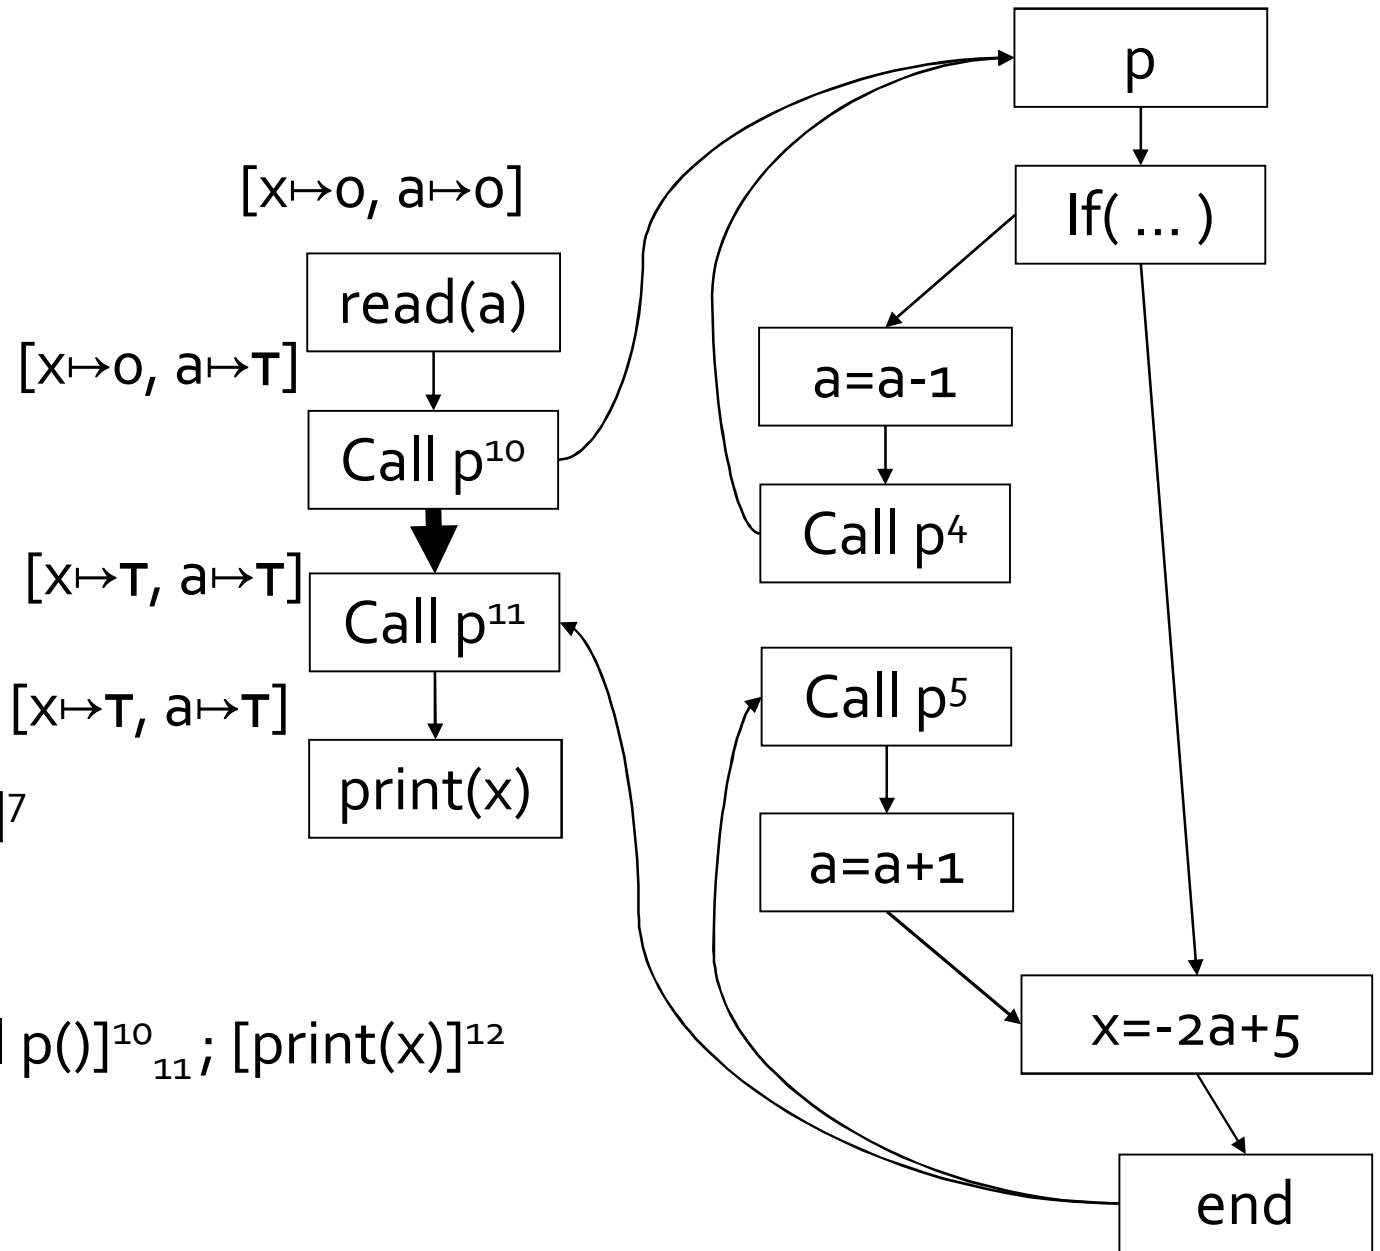 p
If( ... )
[x↦0, a↦0]
read(a)
[x↦0, a↦T]
Call p¹⁰
a=a-1
Call p⁴
[x↦T, a↦T]
Call p¹¹
[x↦T, a↦T]
Call p⁵
print(x)
]⁷
a=a+1
x=-2a+5
p()]¹⁰₁₁; [print(x)]¹²
end